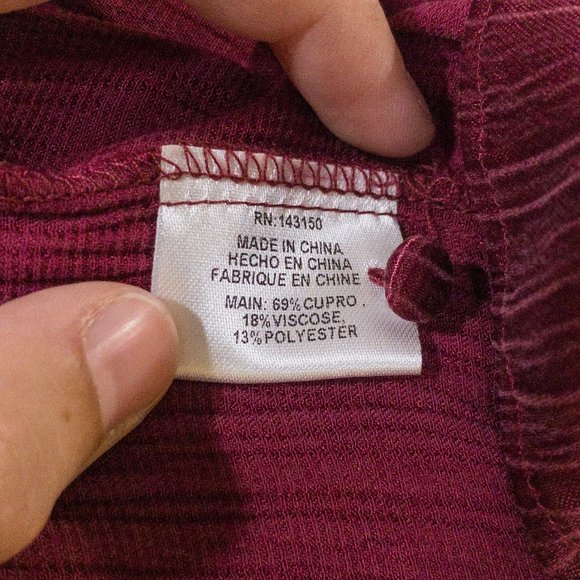 RN:143150
MADE IN CHINA
HECHO EN CHINA
FABRIQUE EN CHINE
MAIN: 69%CUPRO,
18%VISCOSE,
13%POLYESTER